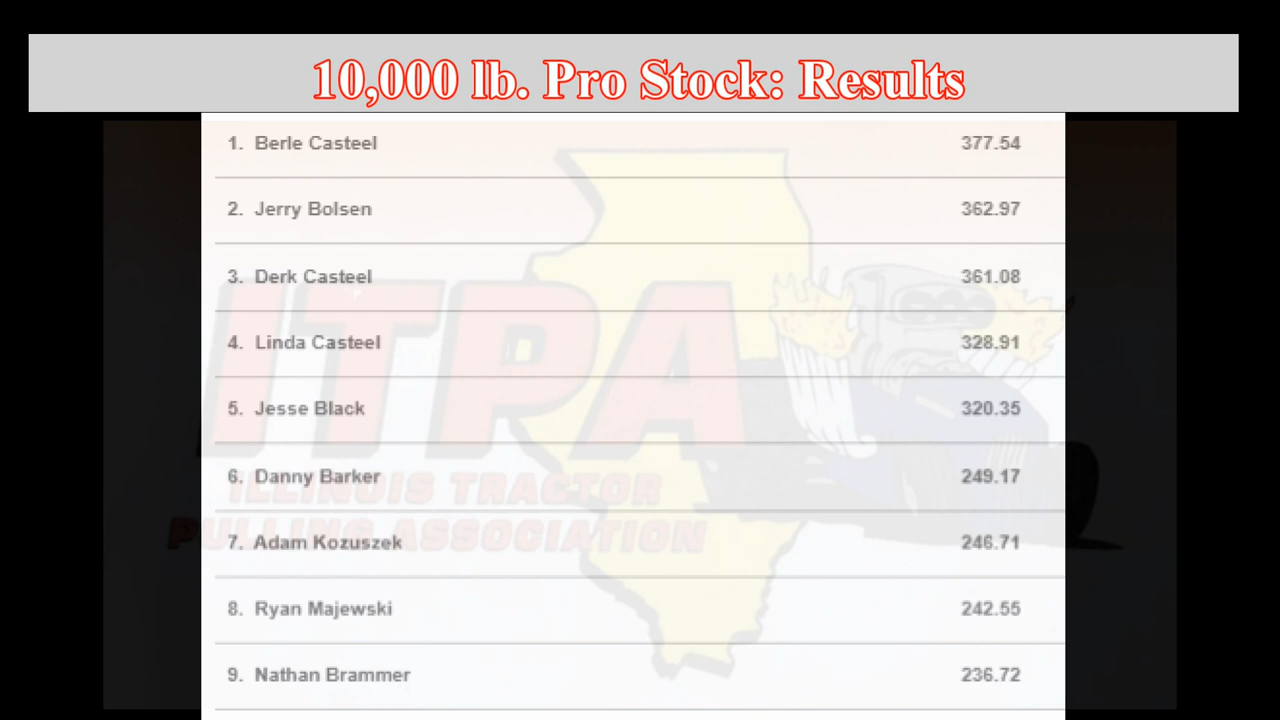 10,000 lb. Pro Stock: Results
1. Berle Casteel 377.54
2. Jerry Bolsen 362.97
3. Derk Casteel 361.08
4. Linda Casteel 328.91
5. Jesse Black 320.35
6. Danny Barker 249.17
7. Adam Kozuszek 246.71
8. Ryan Majewski 242.55
9. Nathan Brammer 236.72
ITPA
ILLINOIS TRACTOR
PULLING ASSOCIATION